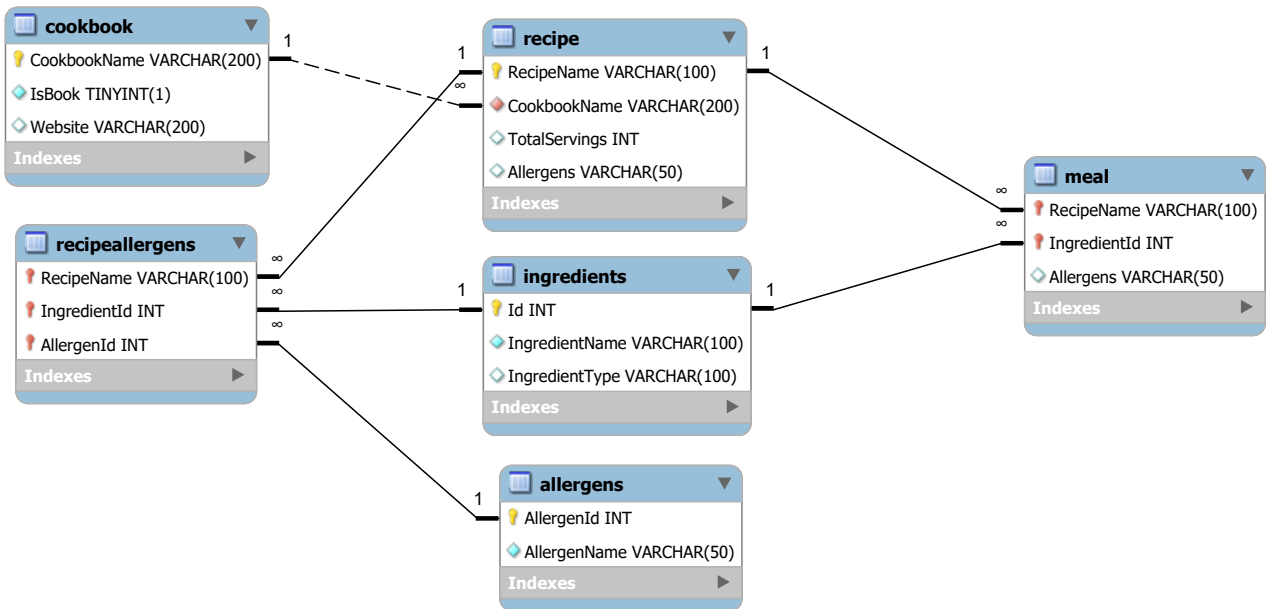 cookbook
CookbookName VARCHAR(200)
IsBook TINYINT(1)
Website VARCHAR(200)
Indexes
1
recipe
RecipeName VARCHAR(100)
CookbookName VARCHAR(200)
TotalServings INT
Allergens VARCHAR(50)
Indexes
1
∞
1
meal
RecipeName VARCHAR(100)
IngredientId INT
Allergens VARCHAR(50)
Indexes
∞
∞
recipeallergens
RecipeName VARCHAR(100)
IngredientId INT
AllergenId INT
Indexes
∞
∞
∞
ingredients
Id INT
IngredientName VARCHAR(100)
IngredientType VARCHAR(100)
Indexes
1
1
allergens
AllergenId INT
AllergenName VARCHAR(50)
Indexes
1